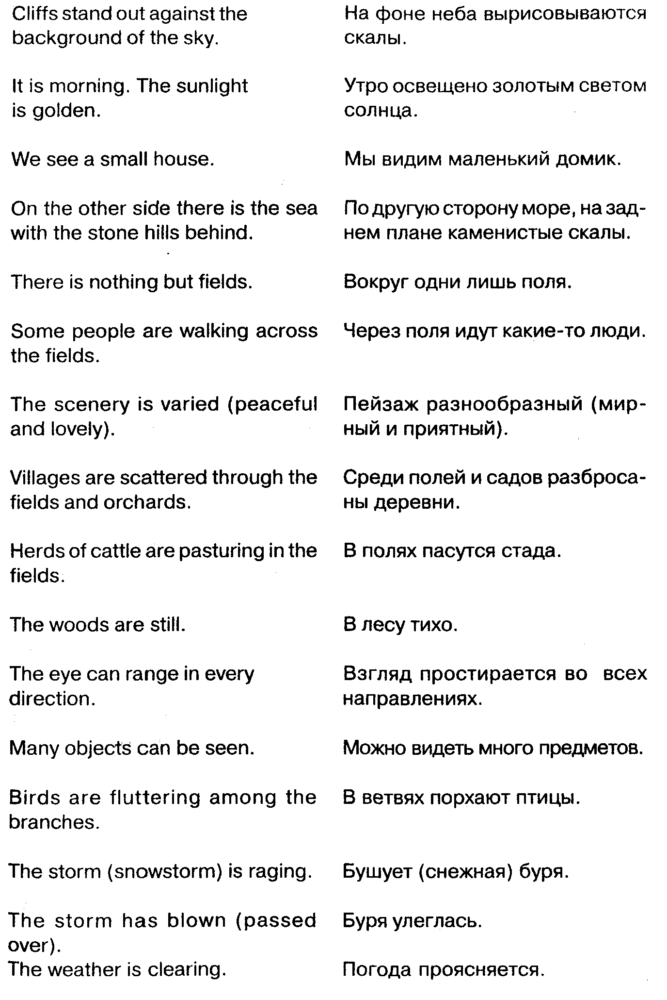 Cliffs stand out against the
background of the sky.
На фоне неба вырисовываются
скалы.
It is morning. The sunlight
is golden.
Утро освещено золотым светом
солнца.
We see a small house.
Мы видим маленький домик.
On the other side there is the sea
with the stone hills behind.
По другую сторону море, на зад-
нем плане каменистые скалы.
There is nothing but fields.
Вокруг одни лишь поля.
Some people are walking across
the fields.
Через поля идут какие-то люди.
The scenery is varied (peaceful
and lovely).
Пейзаж разнообразный (мир-
ный и приятный).
Villages are scattered through the
fields and orchards.
Среди полей и садов разброса-
ны деревни.
Herds of cattle are pasturing in the
fields.
В полях пасутся стада.
The woods are still.
В лесу тихо.
The eye can range in every
direction.
Взгляд простирается во всех
направлениях.
Many objects can be seen.
Можно видеть много предметов.
Birds are fluttering among the
branches.
В ветвях порхают птицы.
The storm (snowstorm) is raging.
Бушует (снежная) буря.
The storm has blown (passed
over).
Буря улеглась.
The weather is clearing.
Погода проясняется.